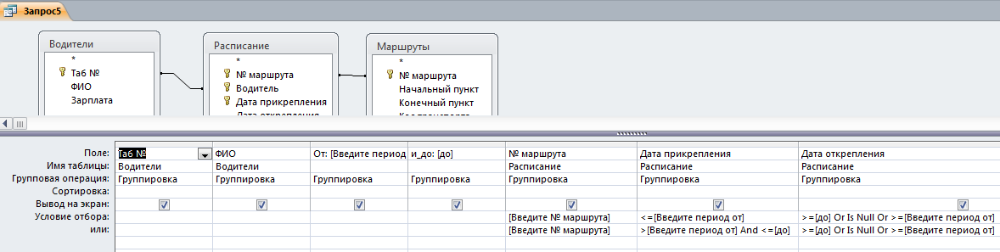 Запрос5
Водители
*
Таб №
ФИО
Зарплата
Расписание
*
№ маршрута
Водитель
Дата прикрепления
Дата открепления
Маршруты
*
№ маршрута
Начальный пункт
Конечный пункт
Поле: Таб № ФИО От: [Введите период и_до: [до] № маршрута Дата прикрепления Дата открепления
Имя таблицы: Водители Водители Расписание Расписание Расписание
Групповая операция: Группировка Группировка Группировка Группировка Группировка Группировка Группировка
Сортировка:
Вывод на экран:
Условие отбора: [Введите № маршрута] <=[Введите период от] >=[до] Or Is Null Or >=[Введите период от]
или: [Введите № маршрута] >[Введите период от] And <=[до] >=[до] Or Is Null Or >=[Введите период от]